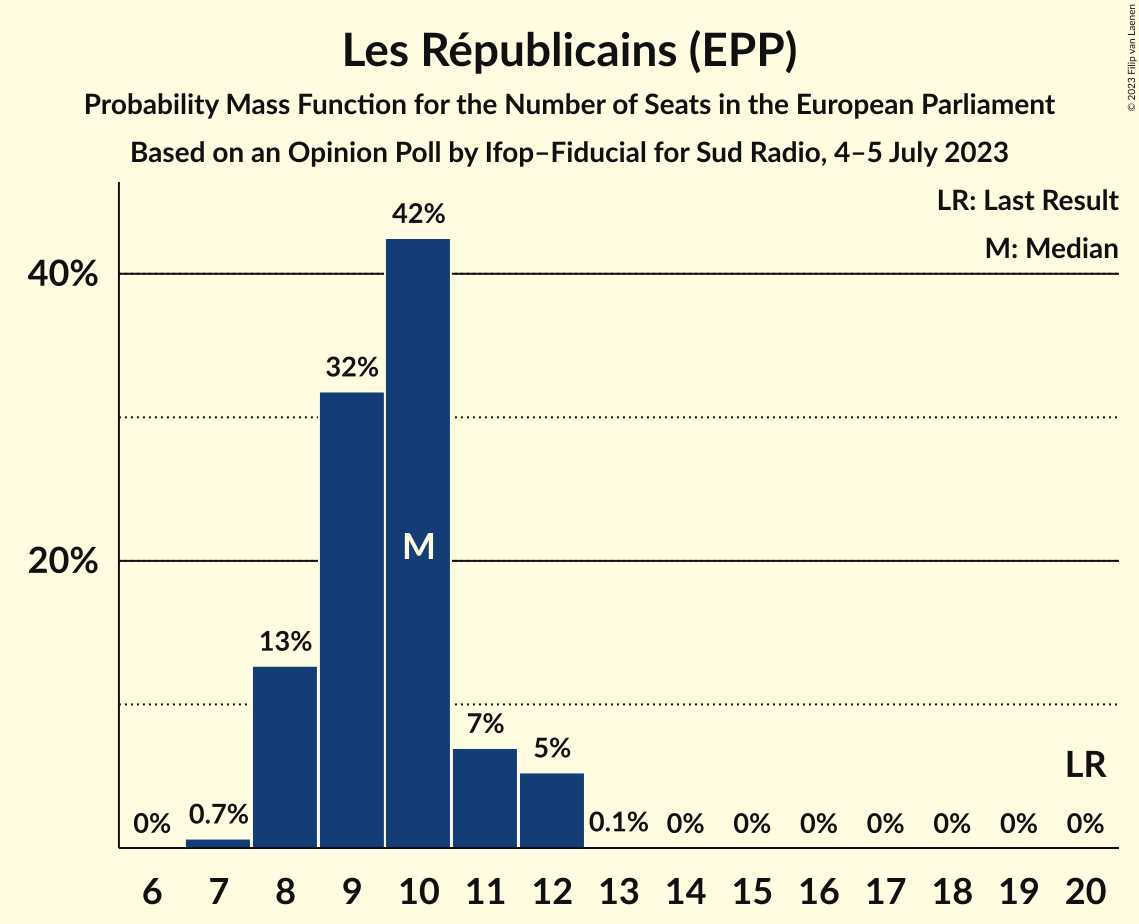 Les Républicains (EPP)
Probability Mass Function for the Number of Seats in the European Parliament
Based on an Opinion Poll by Ifop–Fiducial for Sud Radio, 4–5 July 2023
© 2023 Filip van Laenen
LR: Last Result
M: Median
40%
20%
0%
0.7%
13%
32%
42%
7%
5%
0.1%
0%
0%
0%
0%
0%
0%
0%
M
LR
6 7 8 9 10 11 12 13 14 15 16 17 18 19 20